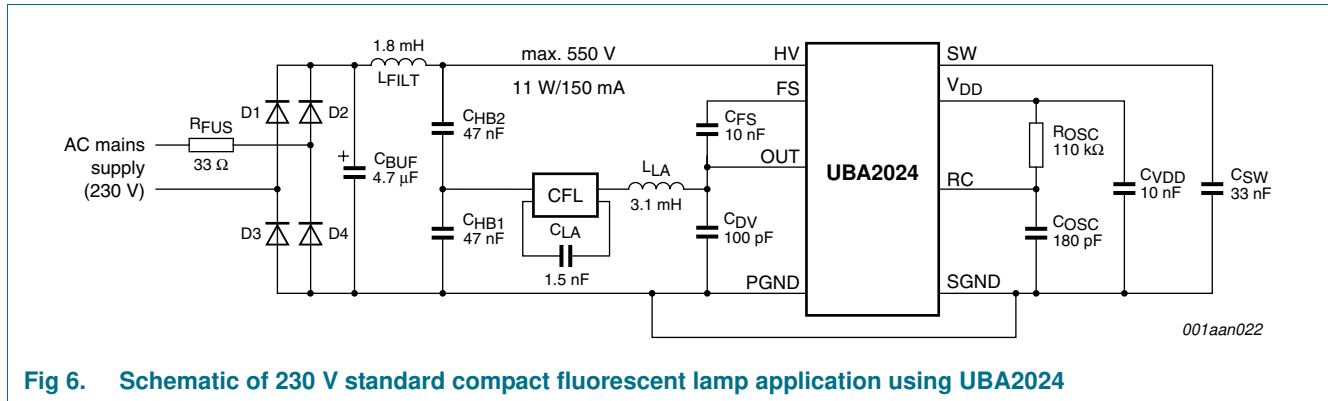 1.8 mH
LFILT
max. 550 V
11 W/150 mA
HV
SW
FS
VDD
D1
D2
RFUS
33 Ω
AC mains
supply
(230 V)
CBUF
4.7 μF
+
CHB2
47 nF
CFS
10 nF
OUT
UBA2024
ROSC
110 kΩ
RC
CVDD
10 nF
CSW
33 nF
CFL
LLA
3.1 mH
D3
D4
CHB1
47 nF
CLA
1.5 nF
CDV
100 pF
COSC
180 pF
PGND
SGND
001aan022
Fig 6. Schematic of 230 V standard compact fluorescent lamp application using UBA2024